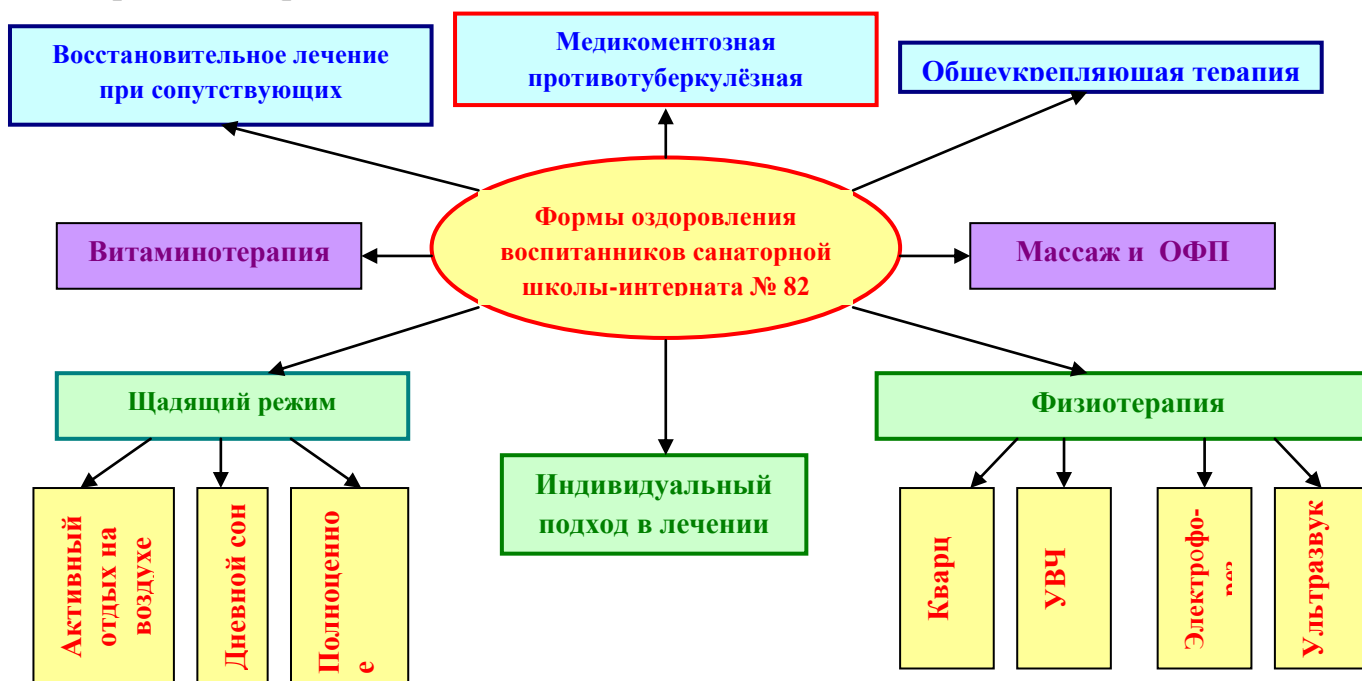 Восстановительное лечение
при сопутствующих
Медикоментозная
противотуберкулёзная
Общеукрепляющая терапия
Формы оздоровления
воспитанников санаторной
школы-интерната № 82
Витаминотерапия
Массаж и ОФП
Щадящий режим
Физиотерапия
Индивидуальный
подход в лечении
Активный
отдых на
воздухе
Дневной сон
Полноценно
е
Кварц
УВЧ
Электрофо-
рез
Ультразвук